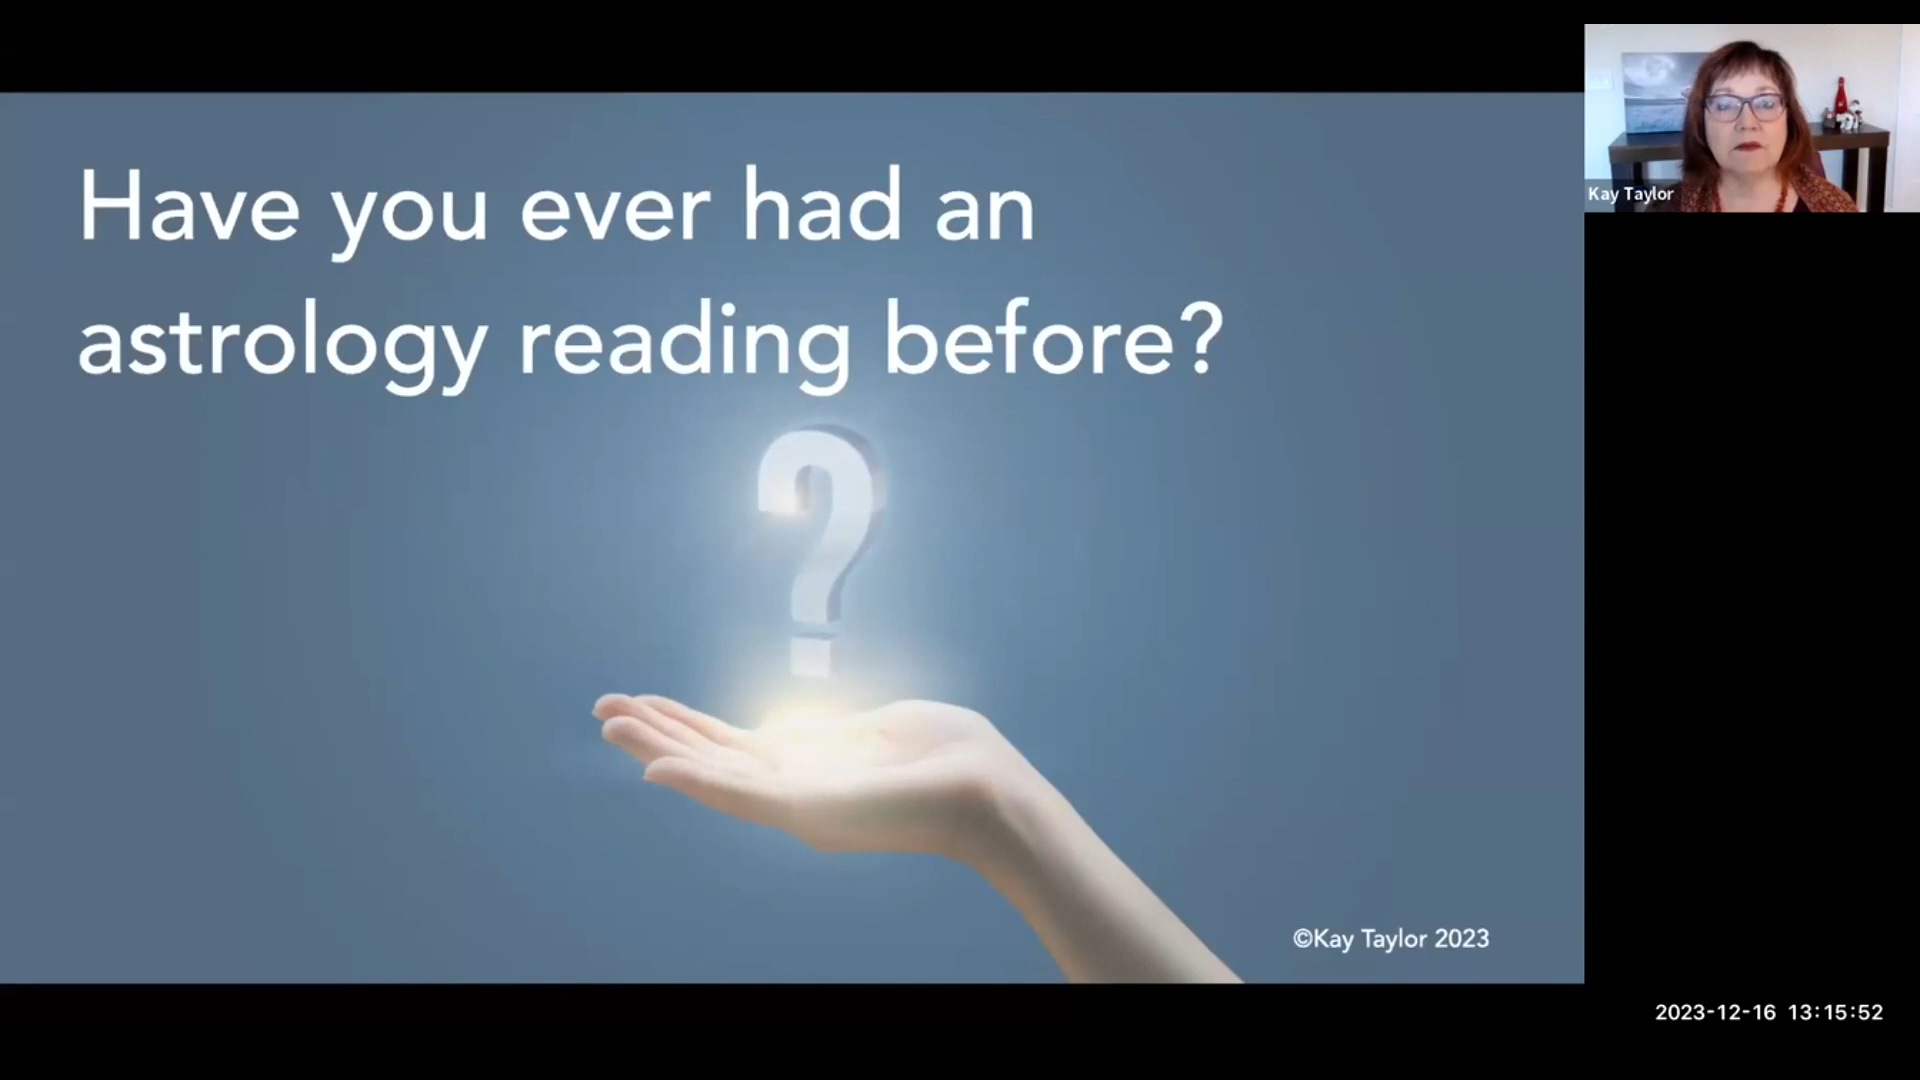 Have you ever had an
astrology reading before?
?
©Kay Taylor 2023
Kay Taylor
2023-12-16 13:15:52